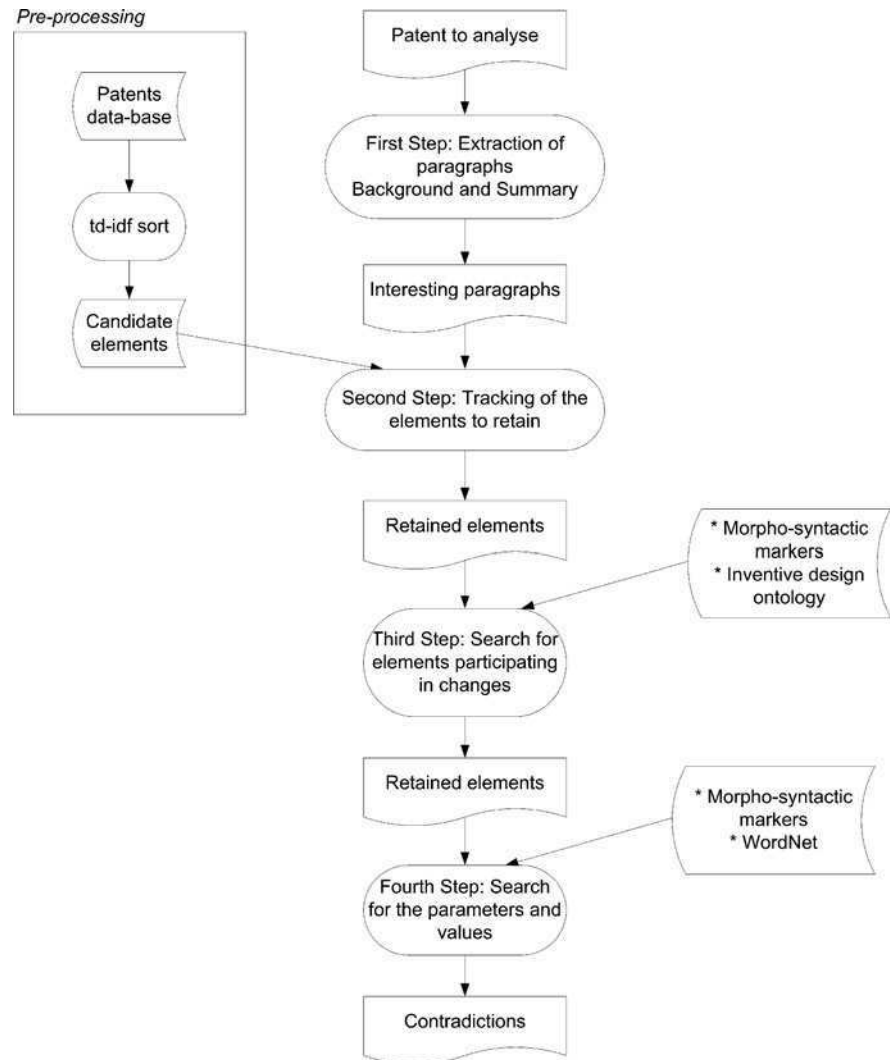 Pre-processing
Patents
data-base
td-idf sort
Candidate
elements
Patent to analyse
First Step: Extraction of
paragraphs
Background and Summary
Interesting paragraphs
Second Step: Tracking of the
elements to retain
Retained elements
* Morpho-syntactic
markers
* Inventive design
ontology
Third Step: Search for
elements participating
in changes
Retained elements
* Morpho-syntactic
markers
* WordNet
Fourth Step: Search
for the parameters and
values
Contradictions